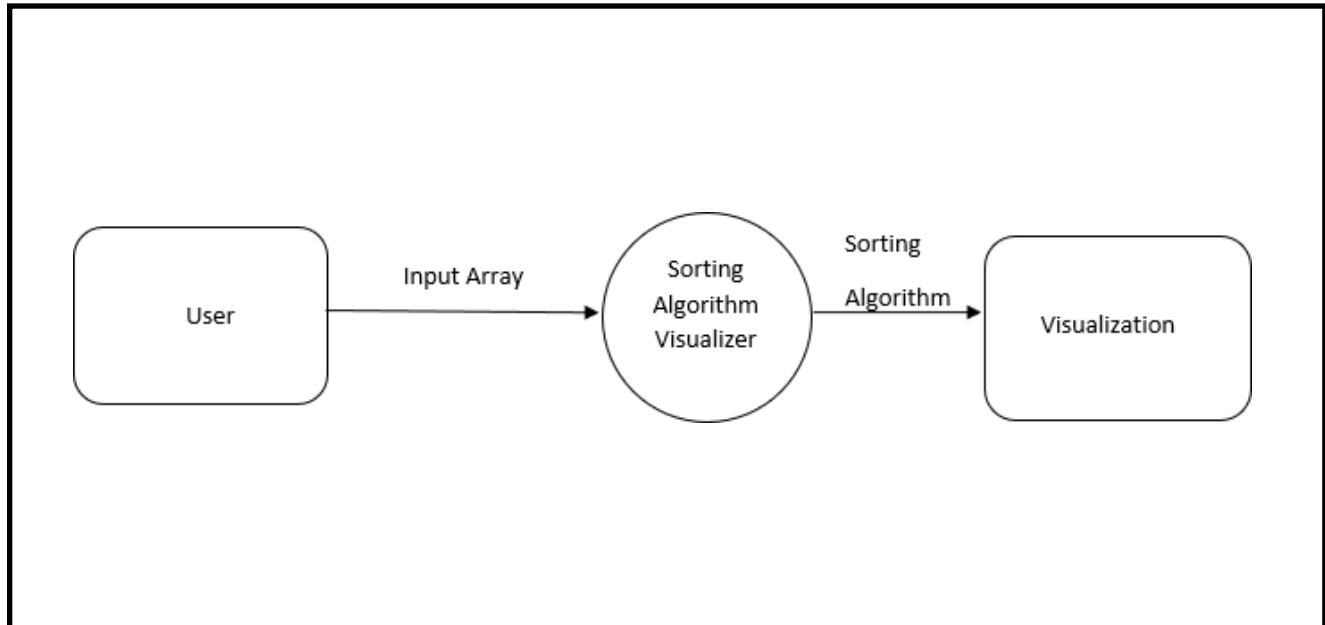 User
Input Array
Sorting
Algorithm
Visualizer
Sorting
Algorithm
Visualization